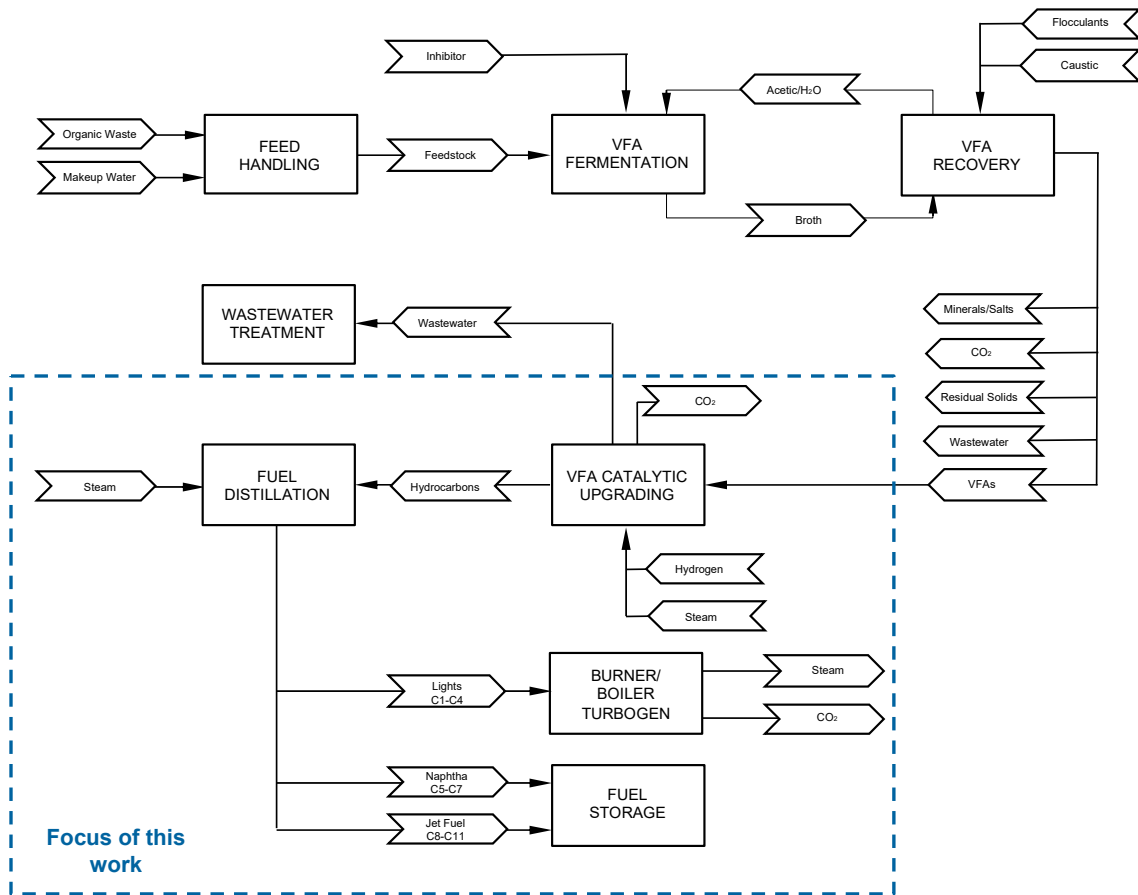 Flocculants
Inhibitor
Caustic
Acetic/H₂O
Organic Waste
FEED
HANDLING
Feedstock
VFA
FERMENTATION
VFA
RECOVERY
Makeup Water
Broth
WASTEWATER
TREATMENT
Wastewater
Minerals/Salts
CO₂
CO₂
Residual Solids
Wastewater
Steam
FUEL
DISTILLATION
Hydrocarbons
VFA CATALYTIC
UPGRADING
VFAs
Hydrogen
Steam
Lights
C1-C4
BURNER/
BOILER
TURBOGEN
Steam
CO₂
Naphtha
C5-C7
FUEL
STORAGE
Jet Fuel
C8-C11
Focus of this
work